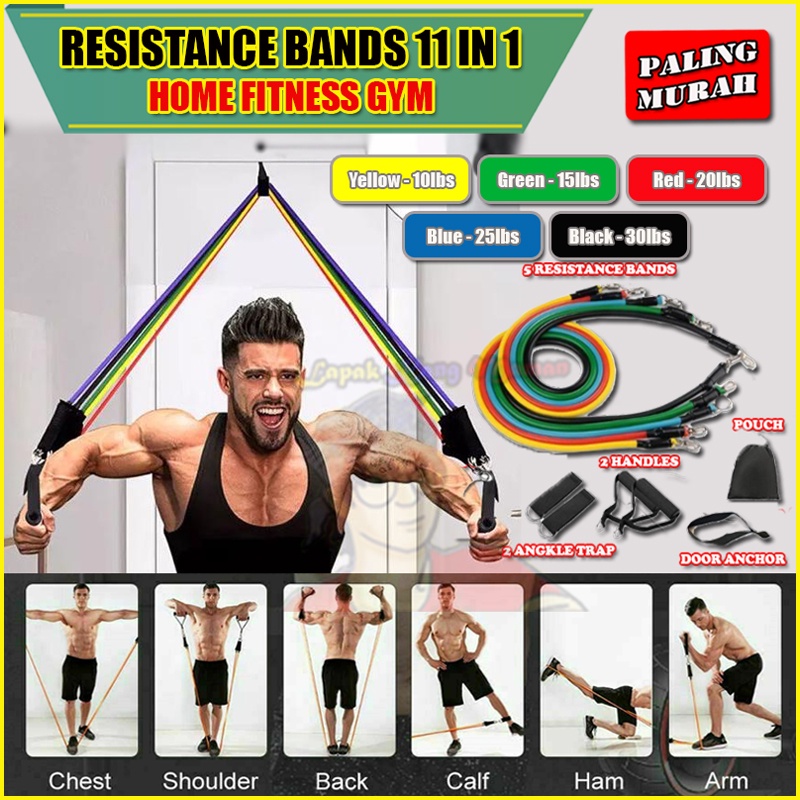 RESISTANCE BANDS 11 IN 1
HOME FITNESS GYM
PALING
MURAH
Yellow - 10lbs
Green - 15lbs
Red - 20lbs
Blue - 25lbs
Black - 30lbs
5 RESISTANCE BANDS
Lapak
POUCH
2 HANDLES
2 ANGKLE TRAP
DOOR ANCHOR
Chest
Shoulder
Back
Calf
Ham
Arm